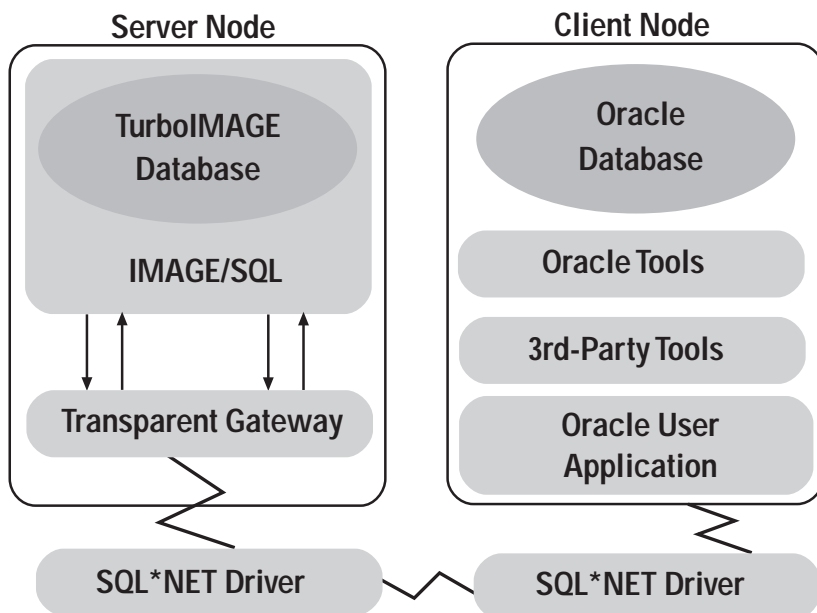 Server Node
TurboIMAGE
Database
IMAGE/SQL
Transparent Gateway
SQL*NET Driver
Client Node
Oracle
Database
Oracle Tools
3rd-Party Tools
Oracle User
Application
SQL*NET Driver